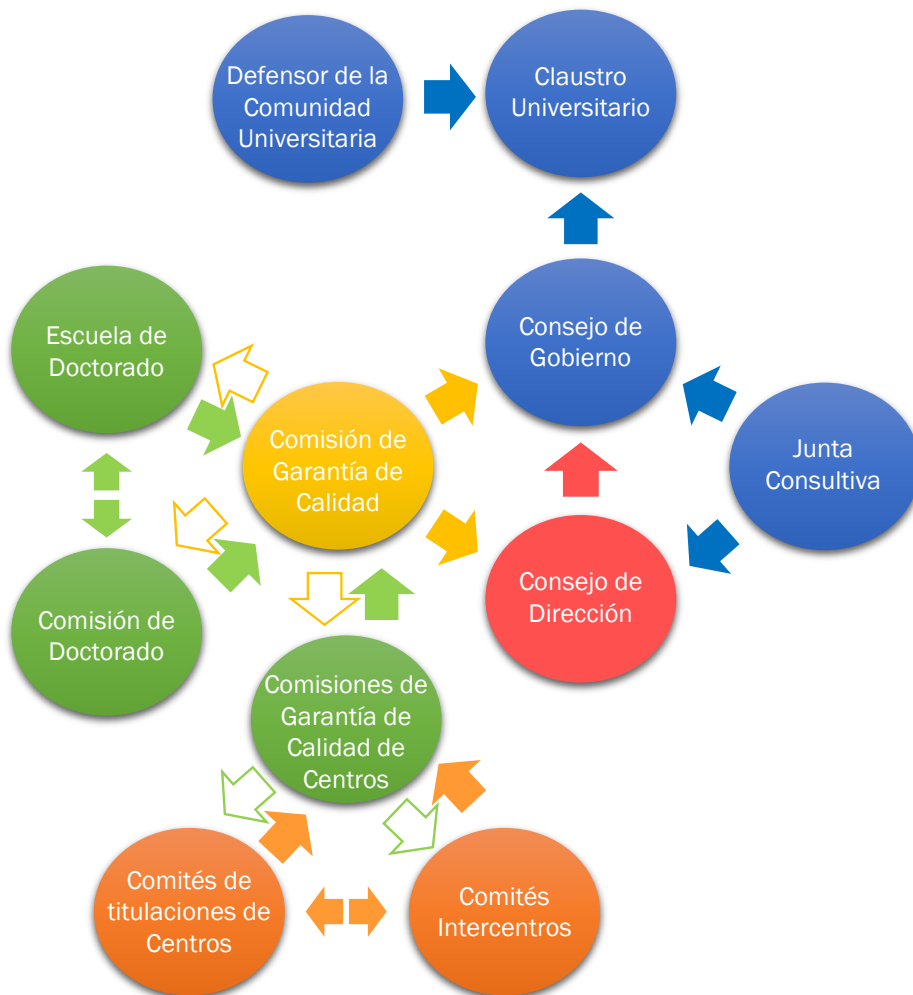 Defensor de la
Comunidad
Universitaria
Claustro
Universitario
Escuela de
Doctorado
Consejo de
Gobierno
Comisión de
Garantía de
Calidad
Junta
Consultiva
Comisión de
Doctorado
Consejo de
Dirección
Comisiones de
Garantía de
Calidad de
Centros
Comités de
titulaciones de
Centros
Comités
Intercentros